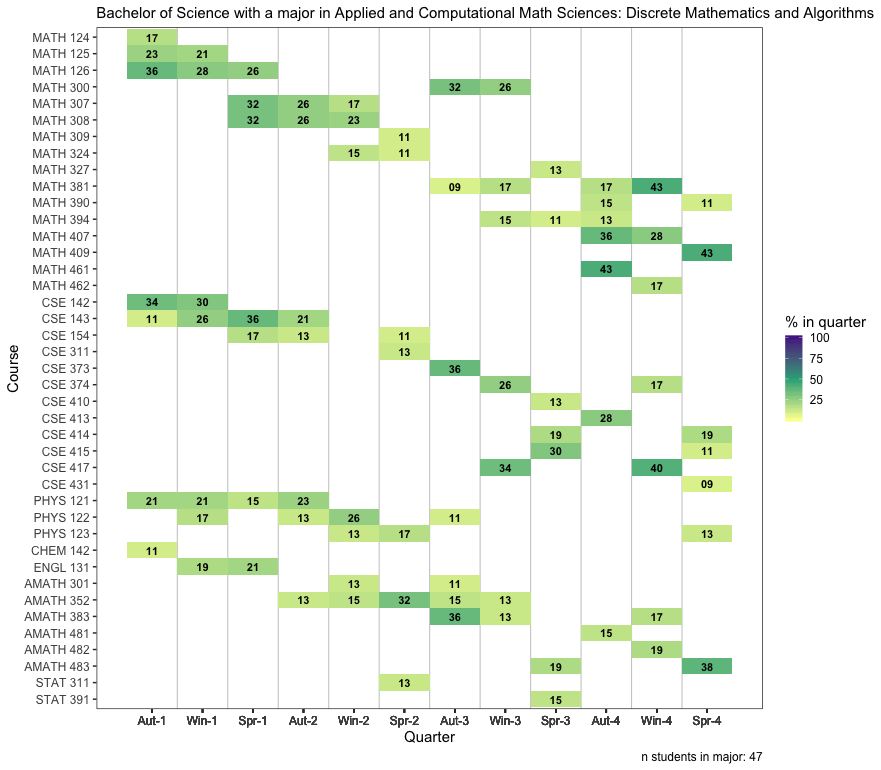 Bachelor of Science with a major in Applied and Computational Math Sciences: Discrete Mathematics and Algorithms
MATH 124 17
MATH 125 23 21
MATH 126 36 28 26
MATH 300 32 26
MATH 307 32 26 17
MATH 308 32 26 23
MATH 309 11
MATH 324 15 11
MATH 327 13
MATH 381 09 17 17 43
MATH 390 15 11
MATH 394 15 11 13
MATH 407 36 28
MATH 409 43
MATH 461 43
MATH 462 17
CSE 142 34 30
CSE 143 11 26 36 21
CSE 154 17 13 11
CSE 311 13
CSE 373 36
CSE 374 26 17
CSE 410 13
CSE 413 28
CSE 414 19 19
CSE 415 30 11
CSE 417 34 40
CSE 431 09
PHYS 121 21 21 15 23
PHYS 122 17 13 26 11
PHYS 123 13 17 13
CHEM 142 11
ENGL 131 19 21
AMATH 301 13 11
AMATH 352 13 15 32 15 13
AMATH 383 36 13 17
AMATH 481 15
AMATH 482 19
AMATH 483 19 38
STAT 311 13
STAT 391 15
Aut-1 Win-1 Spr-1 Aut-2 Win-2 Spr-2 Aut-3 Win-3 Spr-3 Aut-4 Win-4 Spr-4
Quarter
Course
% in quarter
100
75
50
25
n students in major: 47